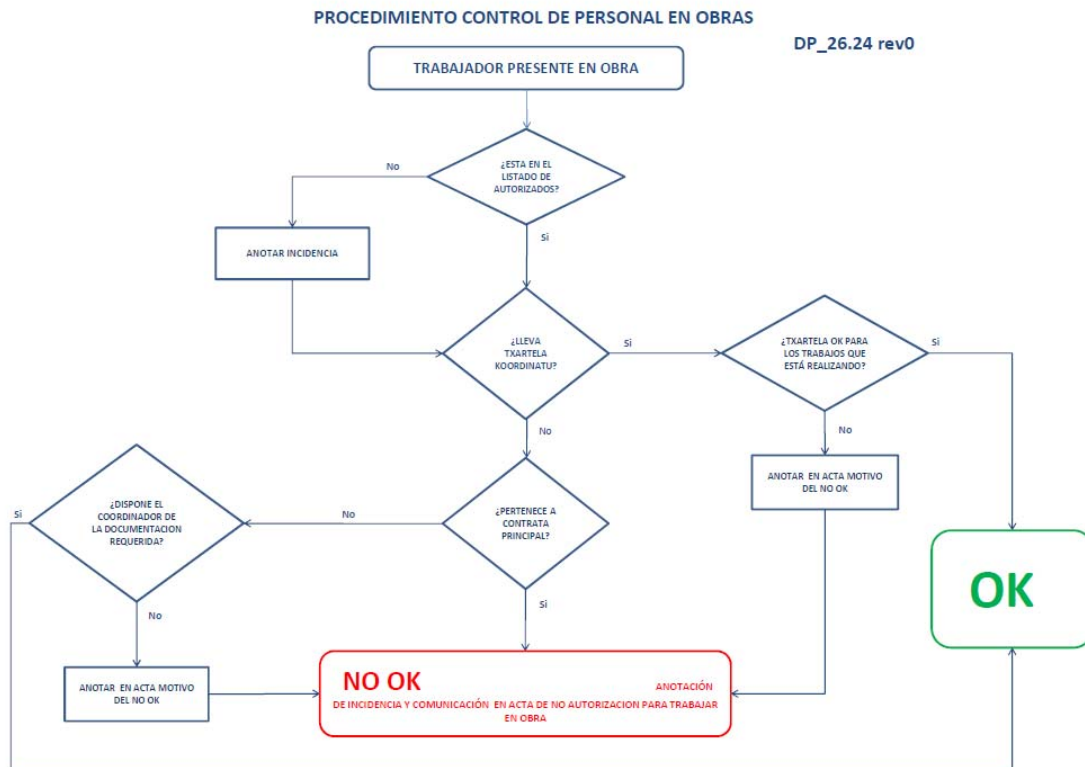 PROCEDIMIENTO CONTROL DE PERSONAL EN OBRAS
DP_26.24 rev0
TRABAJADOR PRESENTE EN OBRA
¿ESTA EN EL
LISTADO DE
AUTORIZADOS?
No
Si
ANOTAR INCIDENCIA
¿LLEVA
TXARTELA
KOORDINATU?
Si
No
¿TXARTELA OK PARA
LOS TRABAJOS QUE
ESTÁ REALIZANDO?
Si
No
ANOTAR EN ACTA MOTIVO
DEL NO OK
¿PERTENECE A
CONTRATA
PRINCIPAL?
No
Si
¿DISPONE EL
COORDINADOR DE
LA DOCUMENTACION
REQUERIDA?
Si
No
ANOTAR EN ACTA MOTIVO
DEL NO OK
NO OK ANOTACIÓN
DE INCIDENCIA Y COMUNICACIÓN EN ACTA DE NO AUTORIZACION PARA TRABAJAR
EN OBRA
OK